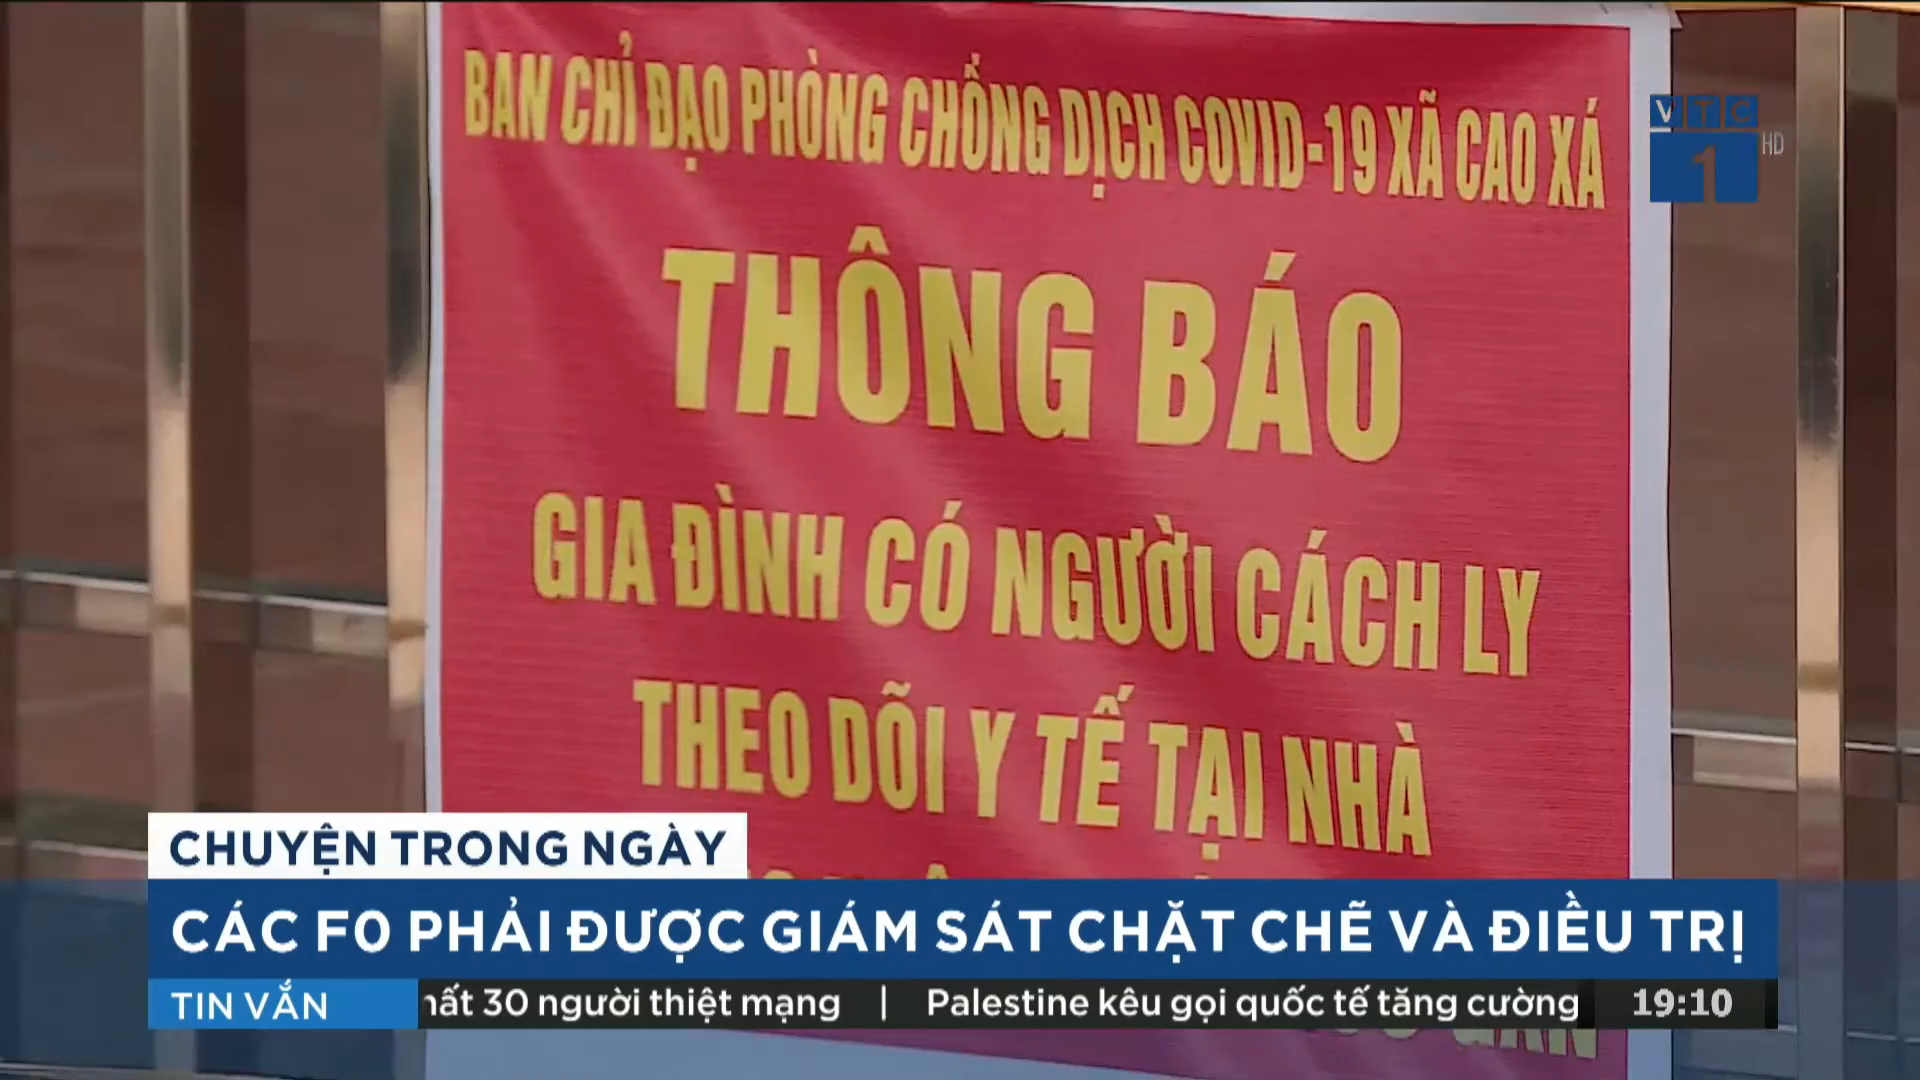 BAN CHỈ ĐẠO PHÒNG CHỐNG DỊCH COVID-19 XÃ CAO XÁ
VTC
1 HD
THÔNG BÁO
GIA ĐÌNH CÓ NGƯỜI CÁCH LY
THEO DÕI Y TẾ TẠI NHÀ
CHUYỆN TRONG NGÀY
CÁC F0 PHẢI ĐƯỢC GIÁM SÁT CHẶT CHẼ VÀ ĐIỀU TRỊ
TIN VẮN
30 người thiệt mạng | Palestine kêu gọi quốc tế tăng cường
19:10